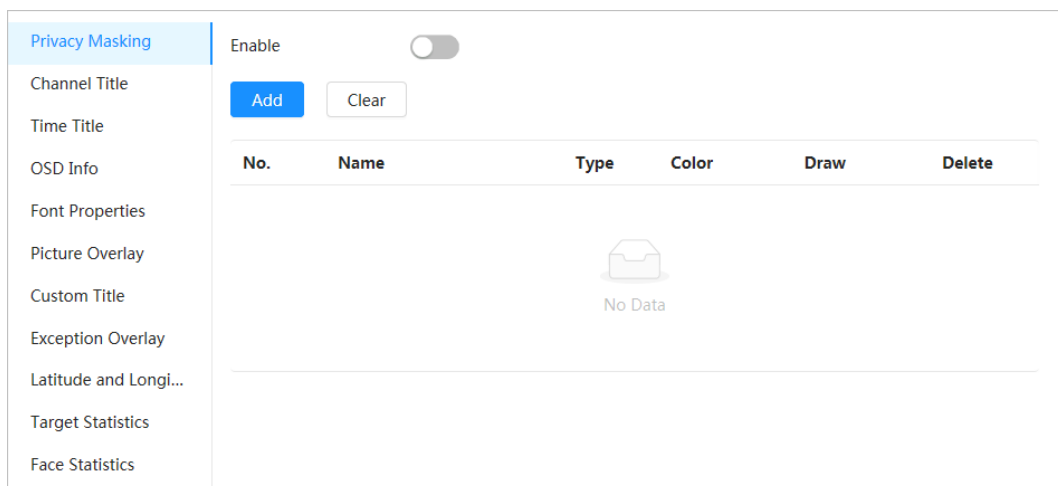 Privacy Masking
Enable
Channel Title
Add
Clear
Time Title
No.
Name
Type
Color
Draw
Delete
OSD Info
Font Properties
Picture Overlay
Custom Title
No Data
Exception Overlay
Latitude and Longi...
Target Statistics
Face Statistics